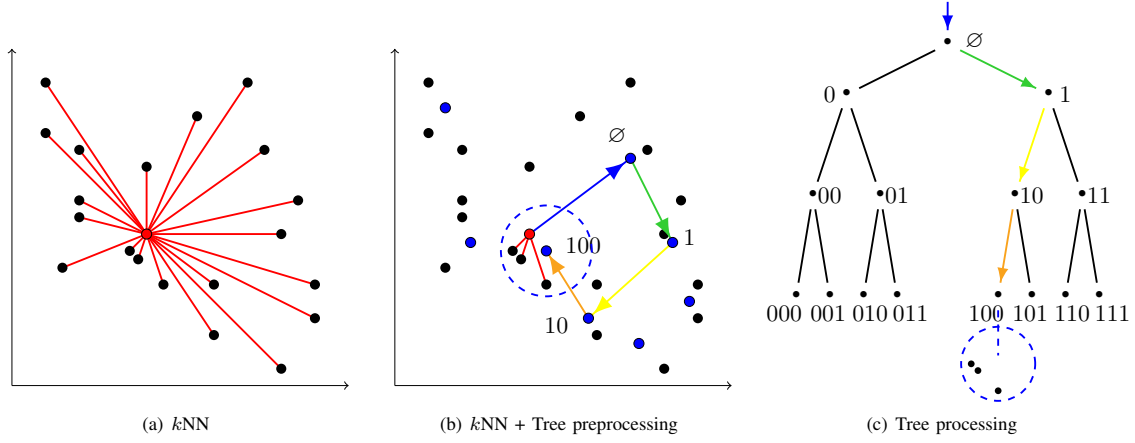 ∅
0
1
00
01
10
11
000 001 010 011 100 101 110 111
∅
1
100
10
(a) kNN
(b) kNN + Tree preprocessing
(c) Tree processing